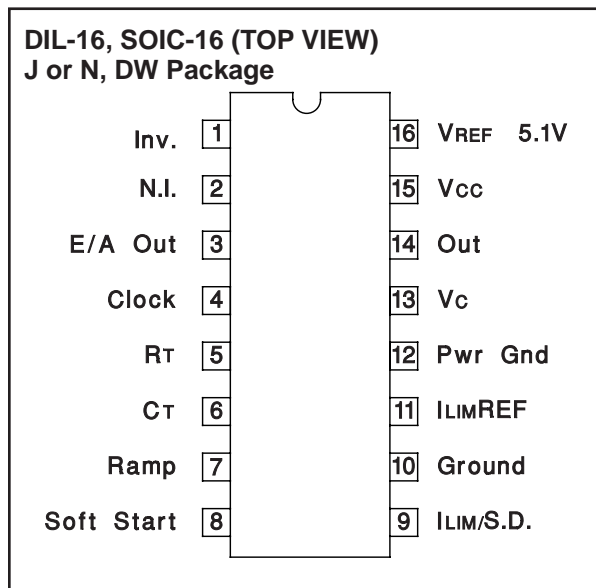 DIL-16, SOIC-16 (TOP VIEW)
J or N, DW Package
Inv. 1 16 VREF 5.1V
N.I. 2 15 VCC
E/A Out 3 14 Out
Clock 4 13 VC
RT 5 12 Pwr Gnd
CT 6 11 ILIMREF
Ramp 7 10 Ground
Soft Start 8 9 ILIM/S.D.